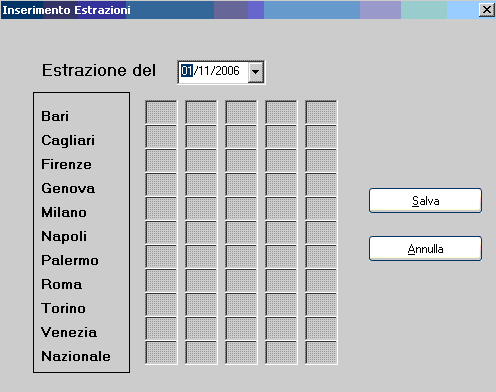 Inserimento Estrazioni
Estrazione del 01/11/2006
Bari
Cagliari
Firenze
Genova
Milano
Napoli
Palermo
Roma
Torino
Venezia
Nazionale
Salva
Annulla